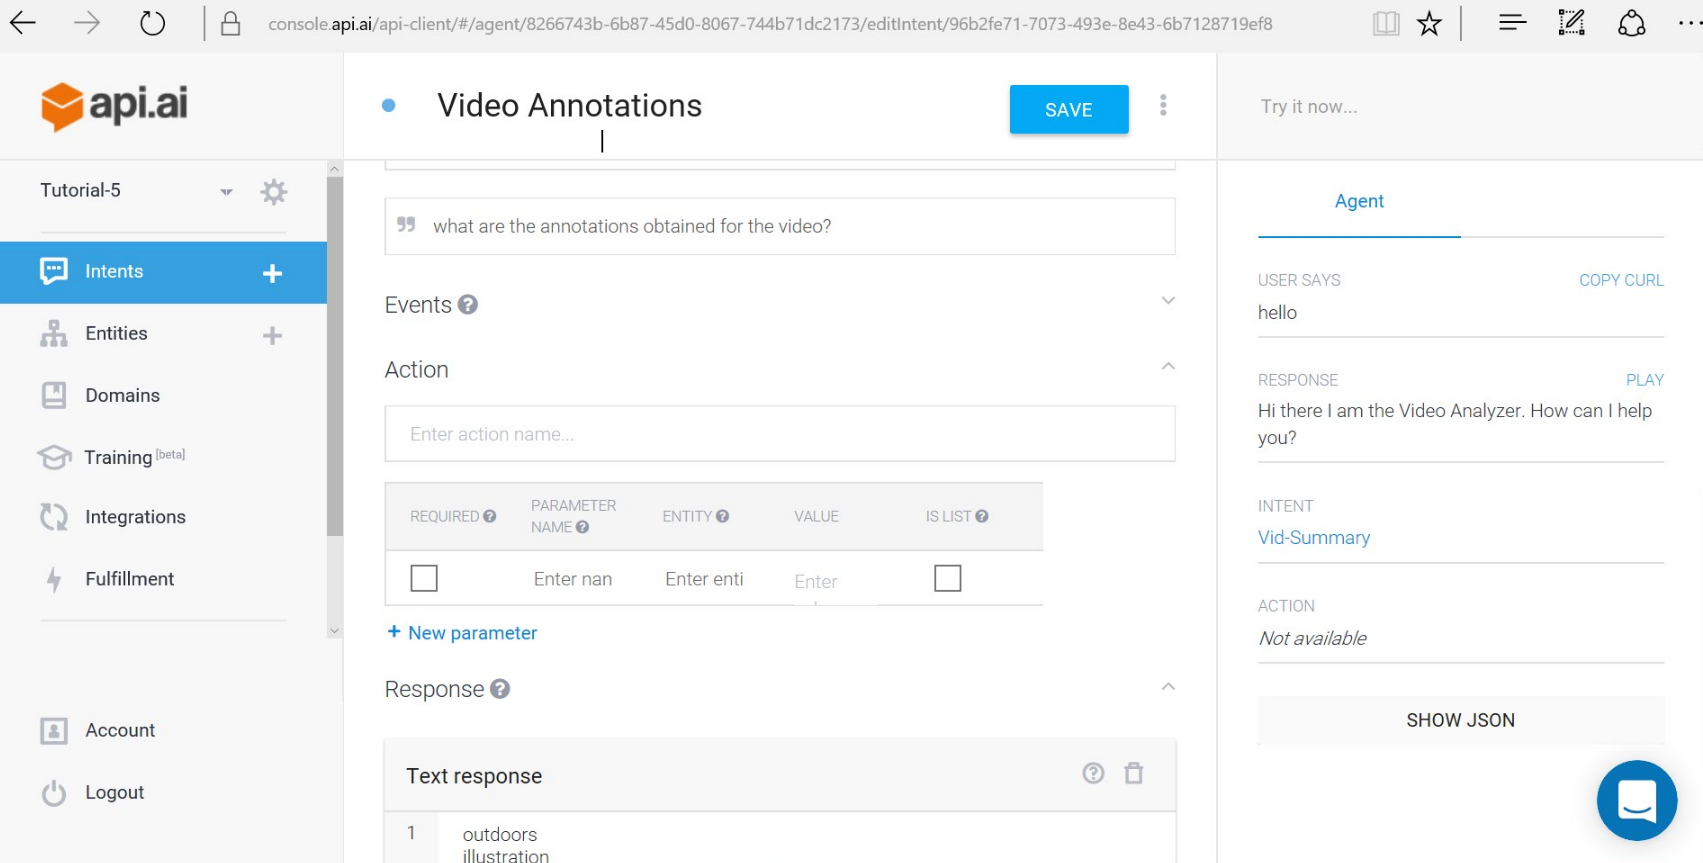 console.api.ai/api-client/#/agent/8266743b-6b87-45d0-8067-744b71dc2173/editIntent/96b2fe71-7073-493e-8e43-6b7128719ef8
api.ai
Video Annotations
SAVE
Try it now...
Tutorial-5
Intents
Entities
Domains
Training [beta]
Integrations
Fulfillment
Account
Logout
what are the annotations obtained for the video?
Events
Action
Enter action name...
REQUIRED
PARAMETER
NAME
ENTITY
VALUE
IS LIST
Enter nan
Enter enti
Enter
+ New parameter
Response
Text response
1
outdoors
illustration
Agent
USER SAYS
COPY CURL
hello
RESPONSE
PLAY
Hi there I am the Video Analyzer. How can I help
you?
INTENT
Vid-Summary
ACTION
Not available
SHOW JSON